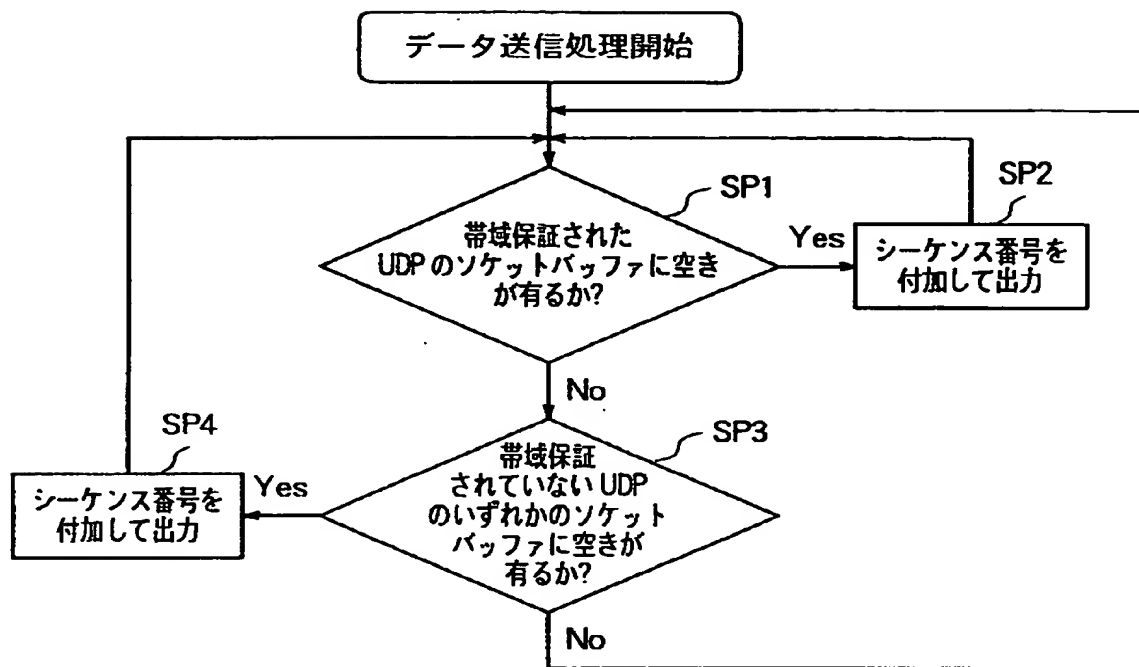 データ送信処理開始
SP1
帯域保証された
UDPのソケットバッファに空き
が有るか?
Yes
SP2
シーケンス番号を
付加して出力
No
SP3
帯域保証
されていないUDP
のいずれかのソケット
バッファに空きが
有るか?
Yes
SP4
シーケンス番号を
付加して出力
No